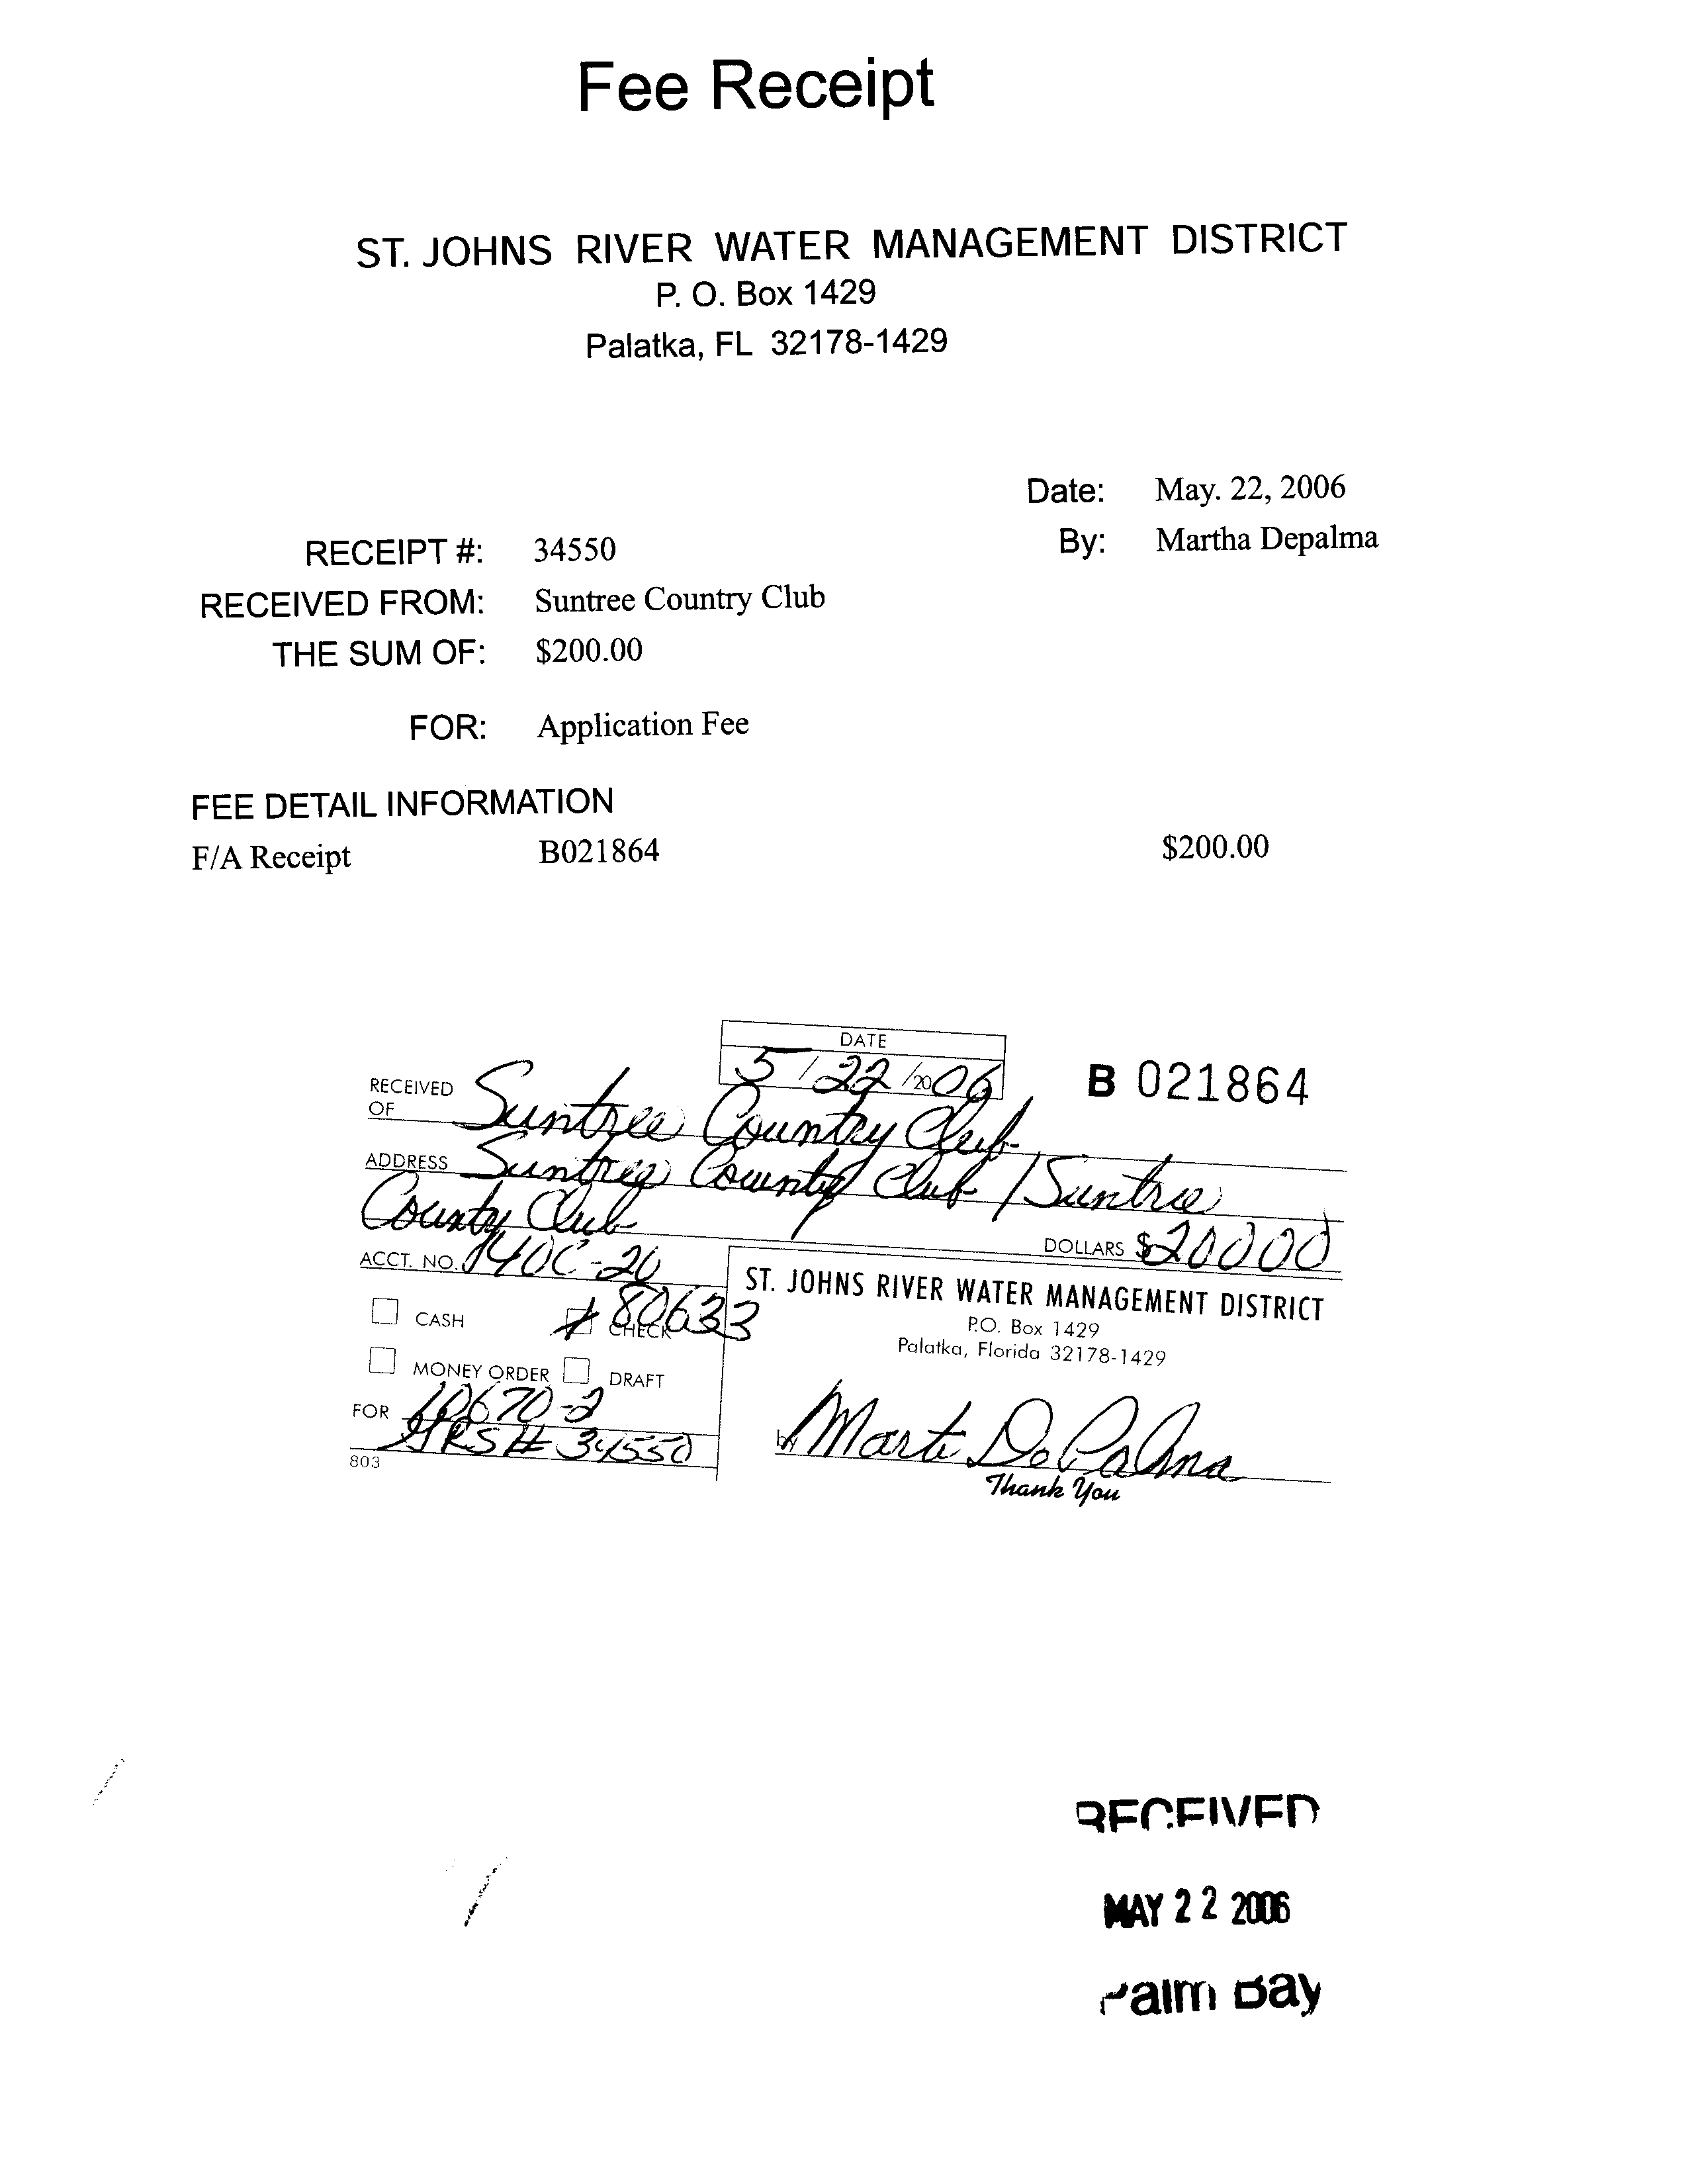 Fee Receipt
ST. JOHNS RIVER WATER MANAGEMENT DISTRICT
P. O. Box 1429
Palatka, FL 32178-1429
Date: May. 22, 2006
By: Martha Depalma
RECEIPT #: 34550
RECEIVED FROM: Suntree Country Club
THE SUM OF: $200.00
FOR: Application Fee
FEE DETAIL INFORMATION
F/A Receipt B021864 $200.00
DATE
5/22/2006
B 021864
RECEIVED OF Suntree Country Club
ADDRESS Suntree Country Club / Suntree
Country Club
DOLLARS $20000
ACCT. NO. 140C-20
CASH
80633
CHECK
MONEY ORDER DRAFT
FOR 10670-2
34550
803
ST. JOHNS RIVER WATER MANAGEMENT DISTRICT
P.O. Box 1429
Palatka, Florida 32178-1429
by Marti DePalma
Thank You
RECEIVED
MAY 22 2006
Palm Bay